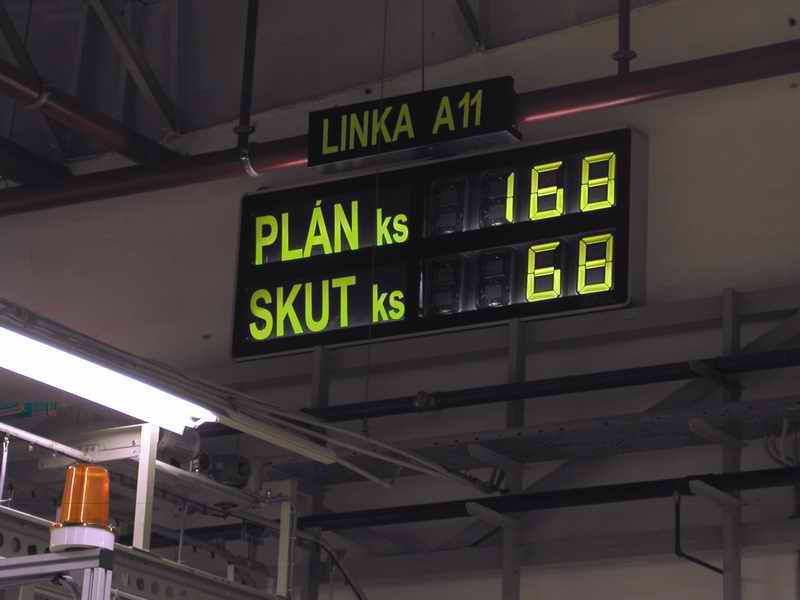 LINKA A11
PLÁN ks 168
SKUT ks 68